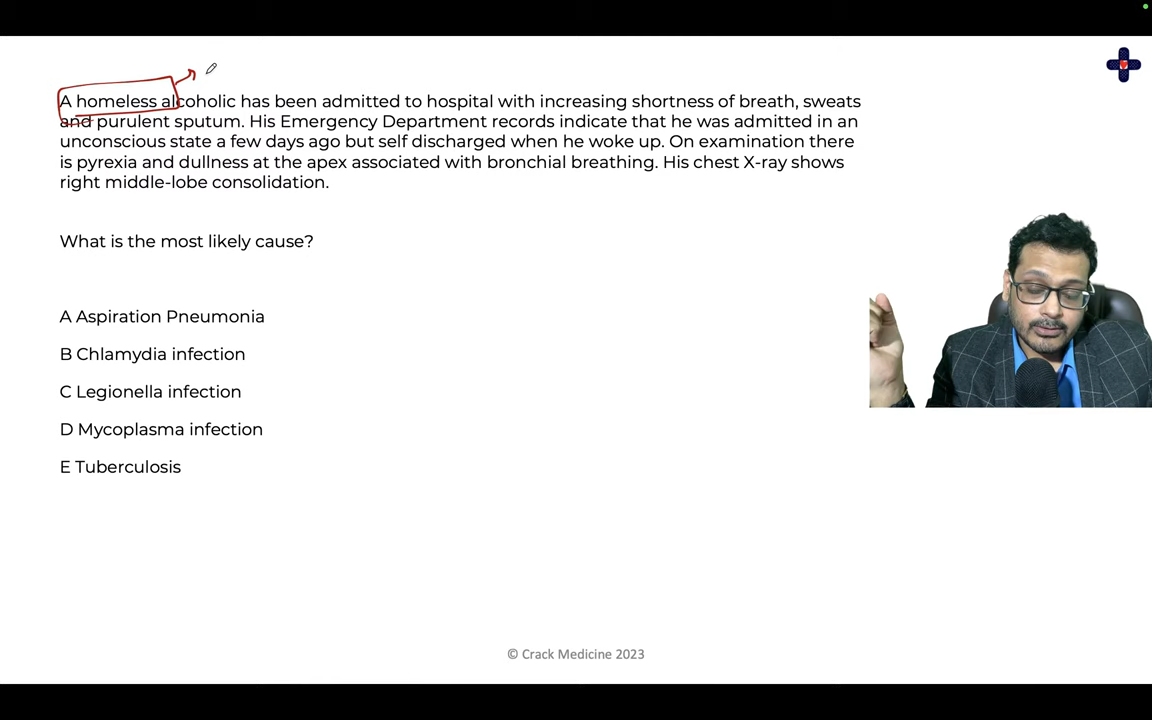 A homeless alcoholic has been admitted to hospital with increasing shortness of breath, sweats
and purulent sputum. His Emergency Department records indicate that he was admitted in an
unconscious state a few days ago but self discharged when he woke up. On examination there
is pyrexia and dullness at the apex associated with bronchial breathing. His chest X-ray shows
right middle-lobe consolidation.
What is the most likely cause?
A Aspiration Pneumonia
B Chlamydia infection
C Legionella infection
D Mycoplasma infection
E Tuberculosis
© Crack Medicine 2023